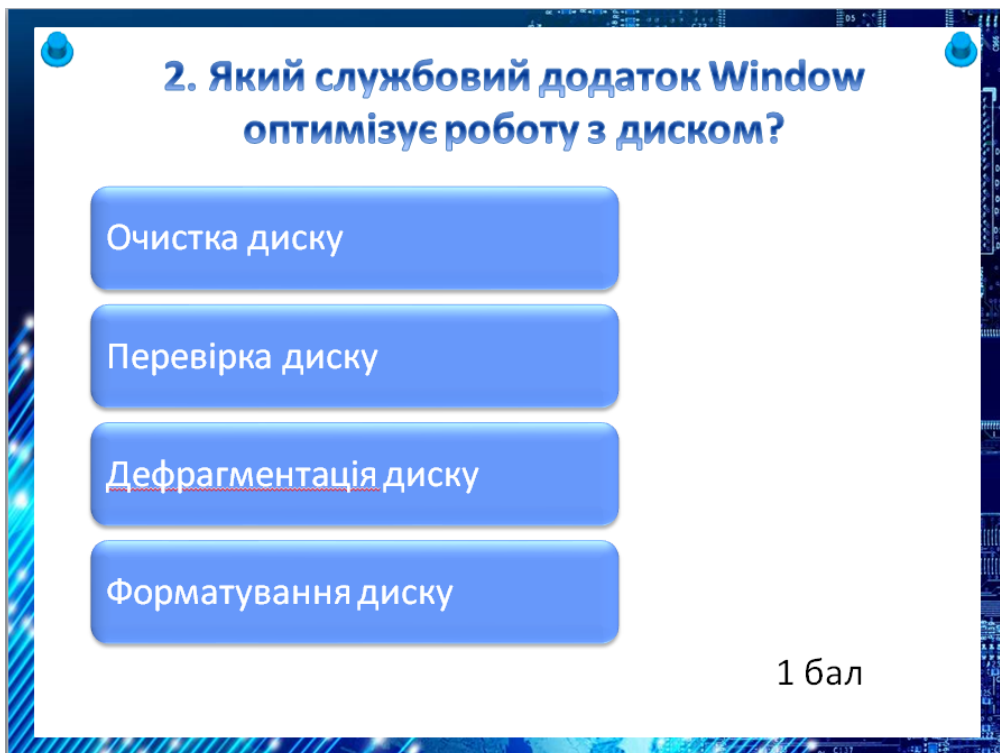 2. Який службовий додаток Window
оптимізує роботу з диском?
Очистка диску
Перевірка диску
Дефрагментація диску
Форматування диску
1 бал